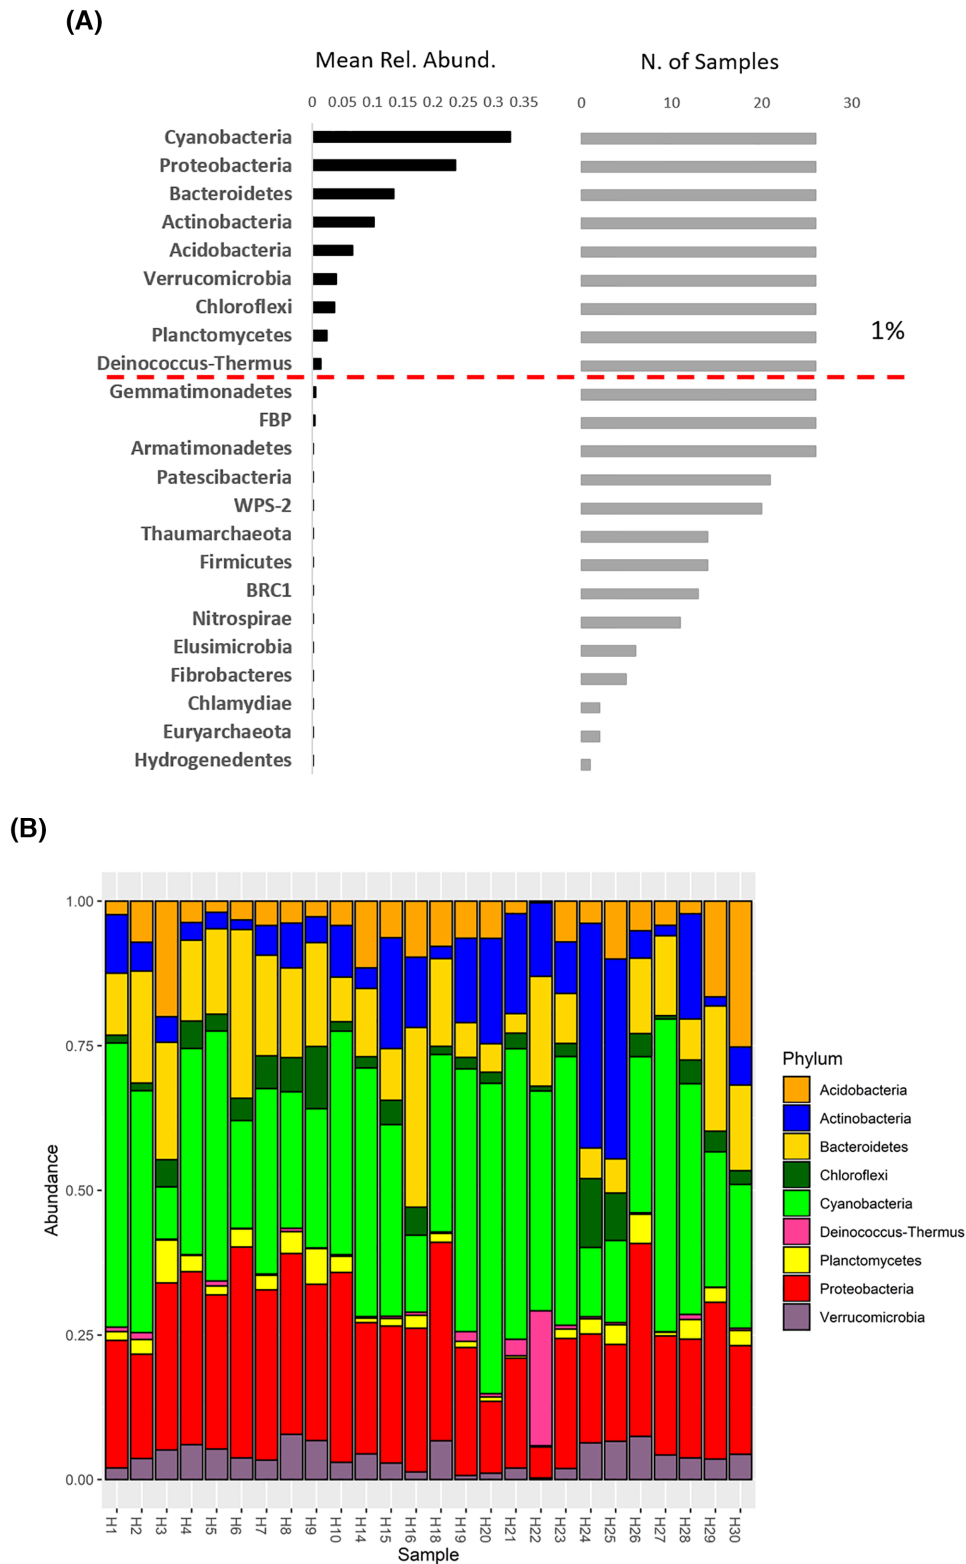 (A)
Mean Rel. Abund.
N. of Samples
0 0.05 0.1 0.15 0.2 0.25 0.3 0.35
0 10 20 30
Cyanobacteria
Proteobacteria
Bacteroidetes
Actinobacteria
Acidobacteria
Verrucomicrobia
Chloroflexi
Planctomycetes
1%
Deinococcus-Thermus
Gemmatimonadetes
FBP
Armatimonadetes
Patescibacteria
WPS-2
Thaumarchaeota
Firmicutes
BRC1
Nitrospirae
Elusimicrobia
Fibrobacteres
Chlamydiae
Euryarchaeota
Hydrogenedentes
(B)
1.00
0.75
0.50
0.25
0.00
Abundance
H1 H2 H3 H4 H5 H6 H7 H8 H9 H10 H14 H15 H16 H18 H19 H20 H21 H22 H23 H24 H25 H26 H27 H28 H29 H30
Sample
Phylum
Acidobacteria
Actinobacteria
Bacteroidetes
Chloroflexi
Cyanobacteria
Deinococcus-Thermus
Planctomycetes
Proteobacteria
Verrucomicrobia